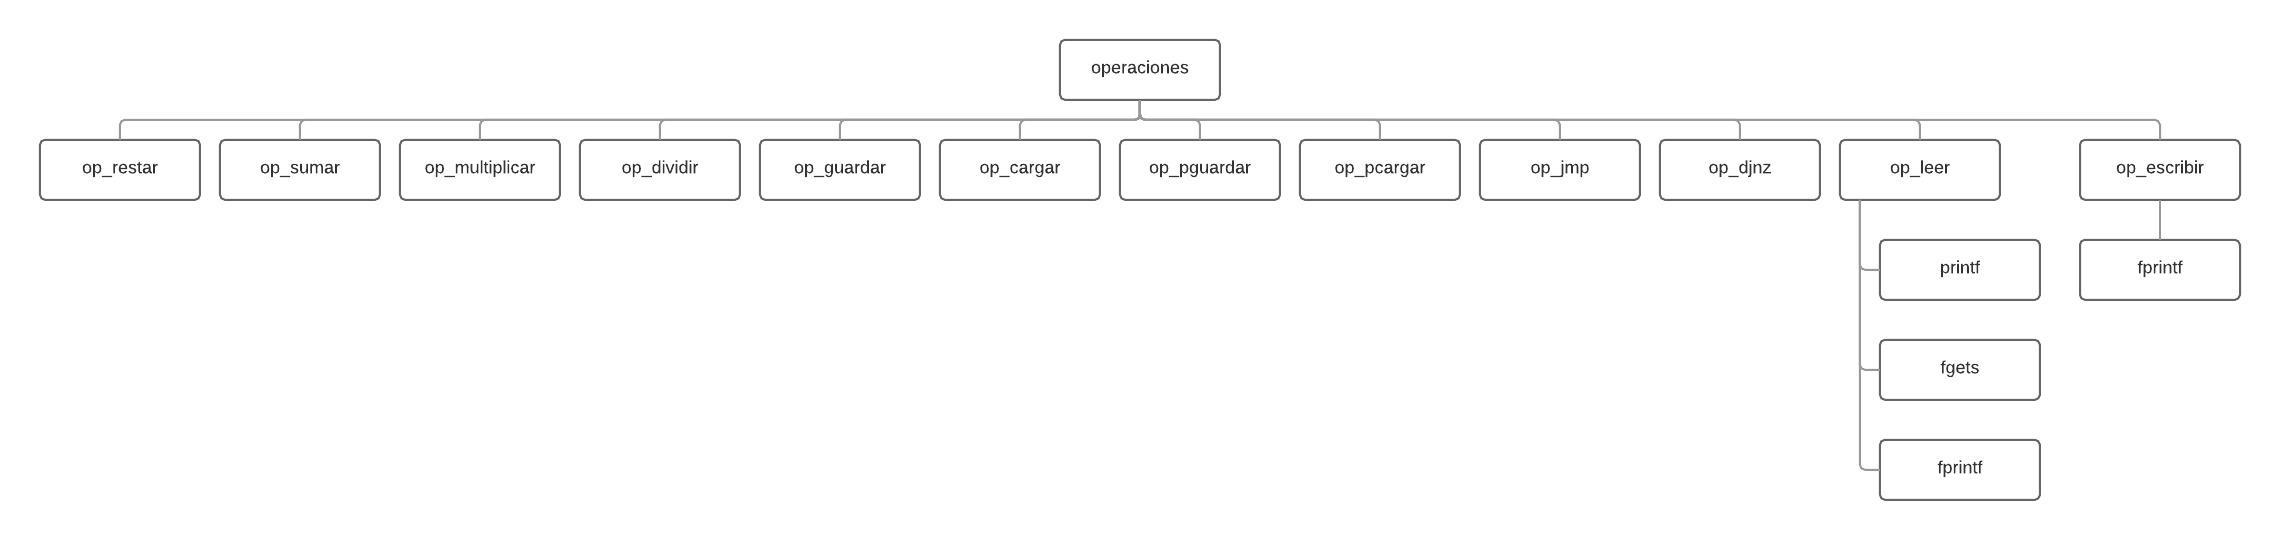 operaciones
op_restar
op_sumar
op_multiplicar
op_dividir
op_guardar
op_cargar
op_pguardar
op_pcargar
op_jmp
op_djnz
op_leer
op_escribir
printf
fprintf
fgets
fprintf